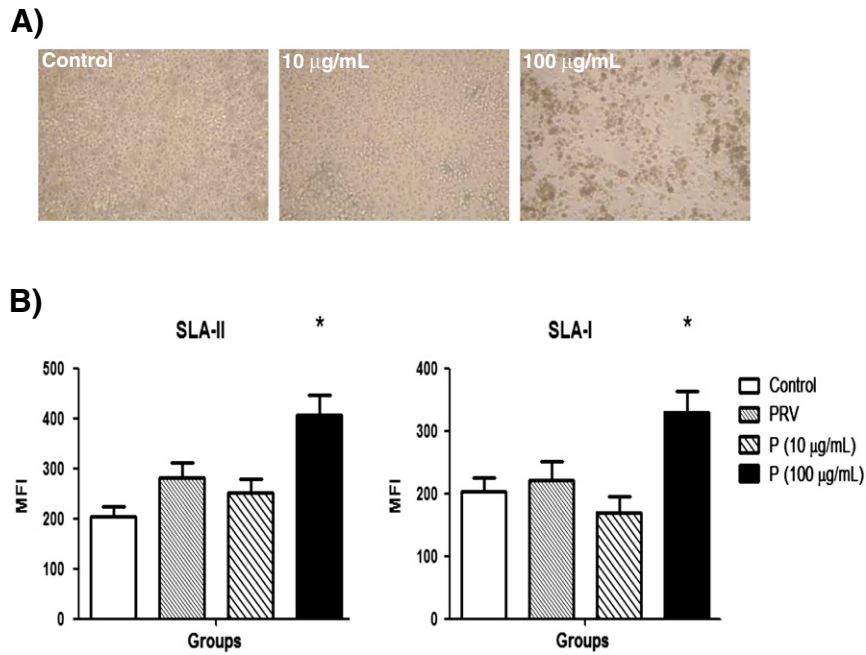 A)
Control
10 μg/mL
100 μg/mL
B)
SLA-II
*
SLA-I
*
500
400
300
200
100
0
MFI
Groups
400
300
200
100
0
MFI
Groups
Control
PRV
P (10 μg/mL)
P (100 μg/mL)